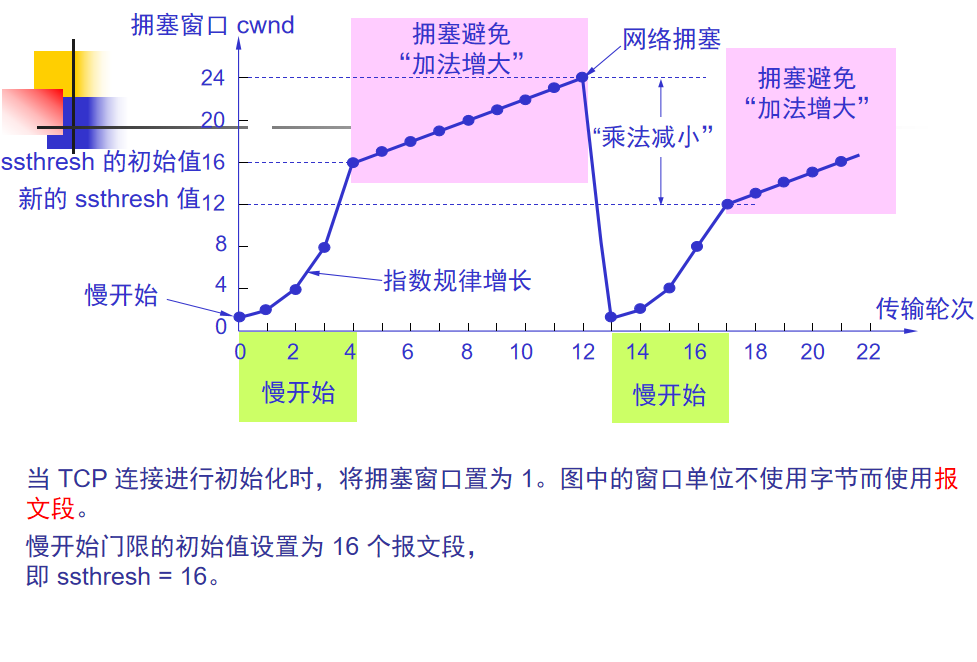 拥塞窗口 cwnd
拥塞避免
“加法增大”
网络拥塞
拥塞避免
“加法增大”
24
20
“乘法减小”
ssthresh 的初始值16
新的 ssthresh 值12
8
4
0
指数规律增长
慢开始
传输轮次
0 2 4 6 8 10 12 14 16 18 20 22
慢开始
慢开始
当 TCP 连接进行初始化时，将拥塞窗口置为 1。图中的窗口单位不使用字节而使用报
文段。
慢开始门限的初始值设置为 16 个报文段，
即 ssthresh = 16。